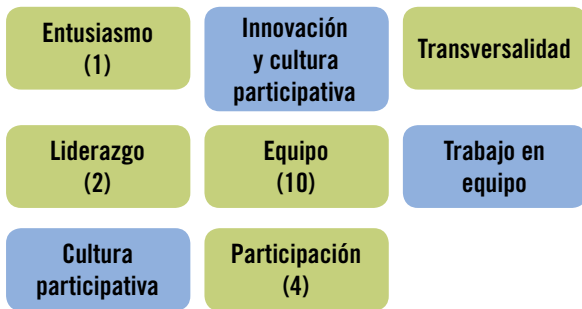 Entusiasmo
(1)
Innovación
y cultura
participativa
Transversalidad
Liderazgo
(2)
Equipo
(10)
Trabajo en
equipo
Cultura
participativa
Participación
(4)